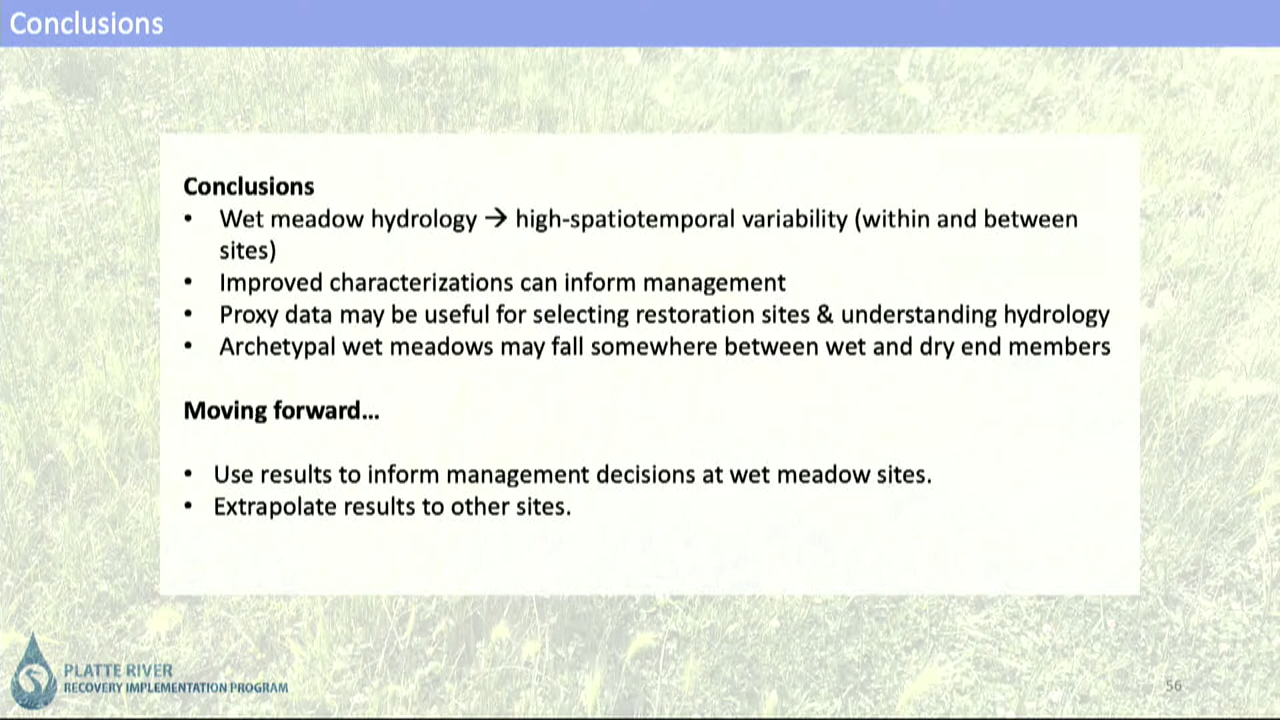 Conclusions
Conclusions
• Wet meadow hydrology → high-spatiotemporal variability (within and between
sites)
• Improved characterizations can inform management
• Proxy data may be useful for selecting restoration sites & understanding hydrology
• Archetypal wet meadows may fall somewhere between wet and dry end members
Moving forward...
• Use results to inform management decisions at wet meadow sites.
• Extrapolate results to other sites.
PLATTE RIVER
RECOVERY IMPLEMENTATION PROGRAM
56